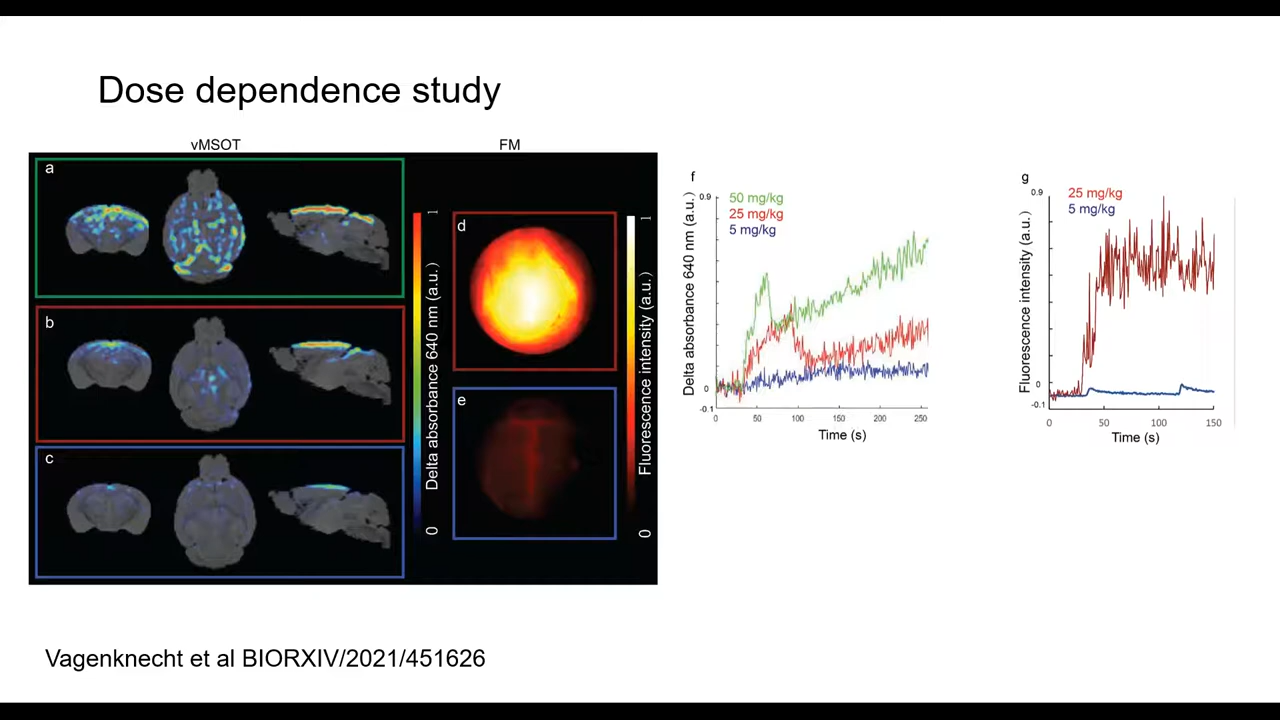 Dose dependence study
vMSOT
FM
a
b
c
d
e
Delta absorbance 640 nm (a.u.)
0
1
Fluorescence intensity (a.u.)
0
1
f
50 mg/kg
25 mg/kg
5 mg/kg
Delta absorbance 640 nm (a.u.)
0.9
0
-0.1
0 50 100 150 200 250
Time (s)
g
25 mg/kg
5 mg/kg
Fluorescence intensity (a.u.)
0.9
0
-0.1
0 50 100 150
Time (s)
Vagenknecht et al BIORXIV/2021/451626